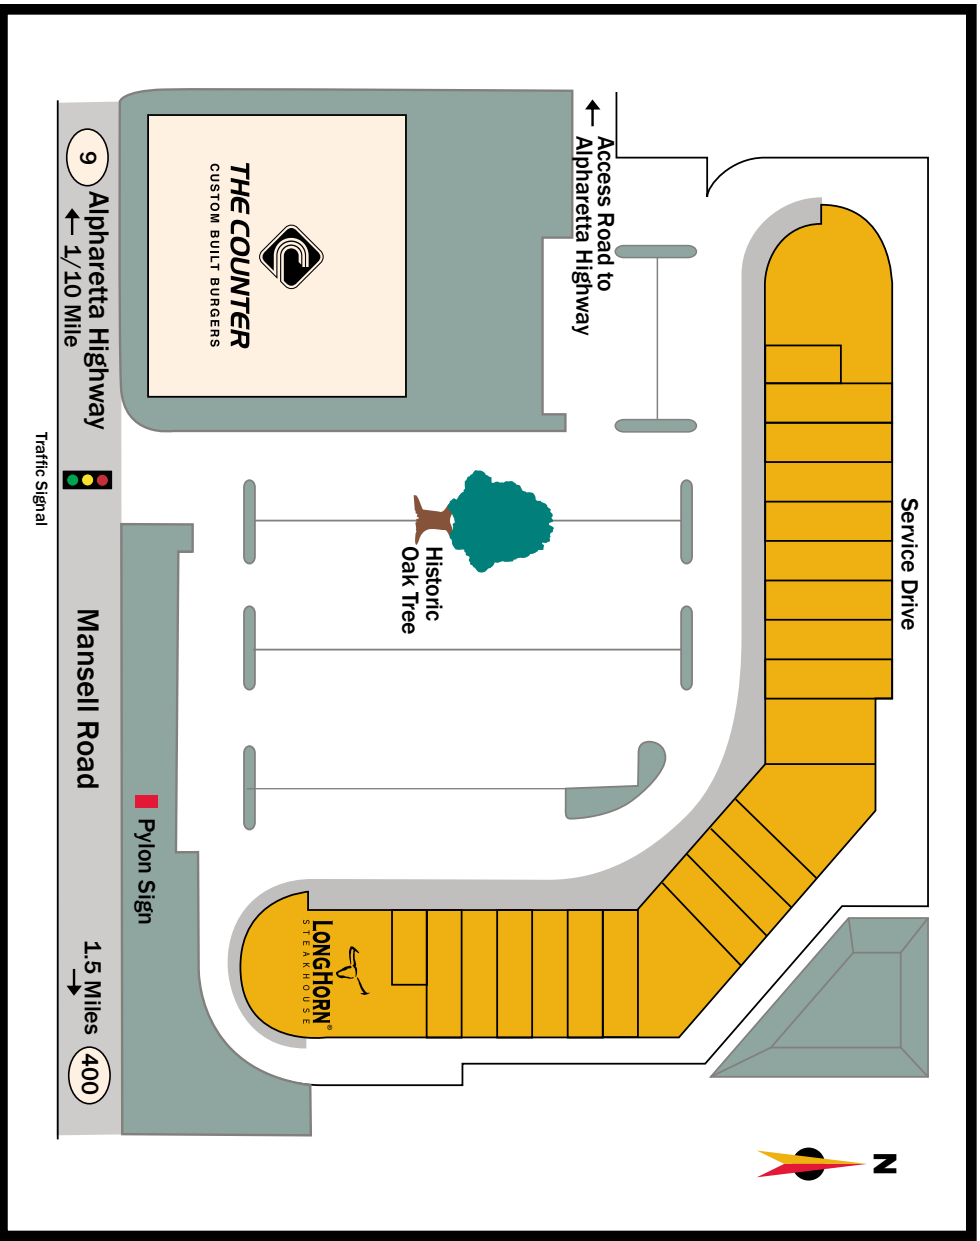 Access Road to
Alpharetta Highway
Service Drive
THE COUNTER
CUSTOM BUILT BURGERS
Historic
Oak Tree
LONGHORN®
STEAKHOUSE
Pylon Sign
9
Alpharetta Highway
1/10 Mile
Mansell Road
1.5 Miles
400
Traffic Signal
N